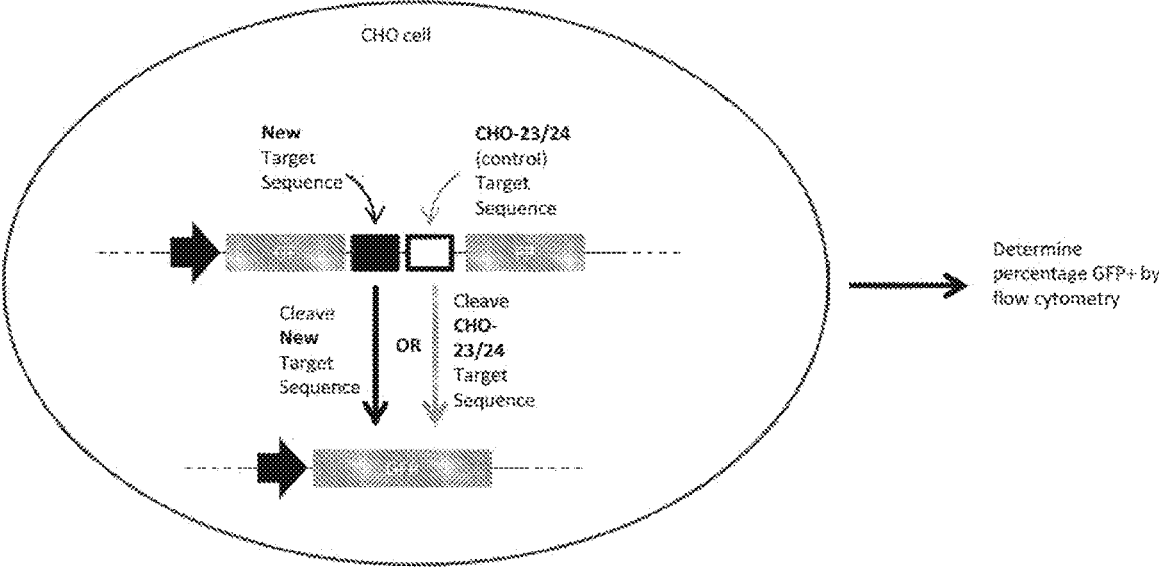 CHO cell
New
Target
Sequence
CHO-23/24
(control)
Target
Sequence
Cleave
New
Target
Sequence
OR
Cleave
CHO-
23/24
Target
Sequence
Determine
percentage GFP+ by
flow cytometry